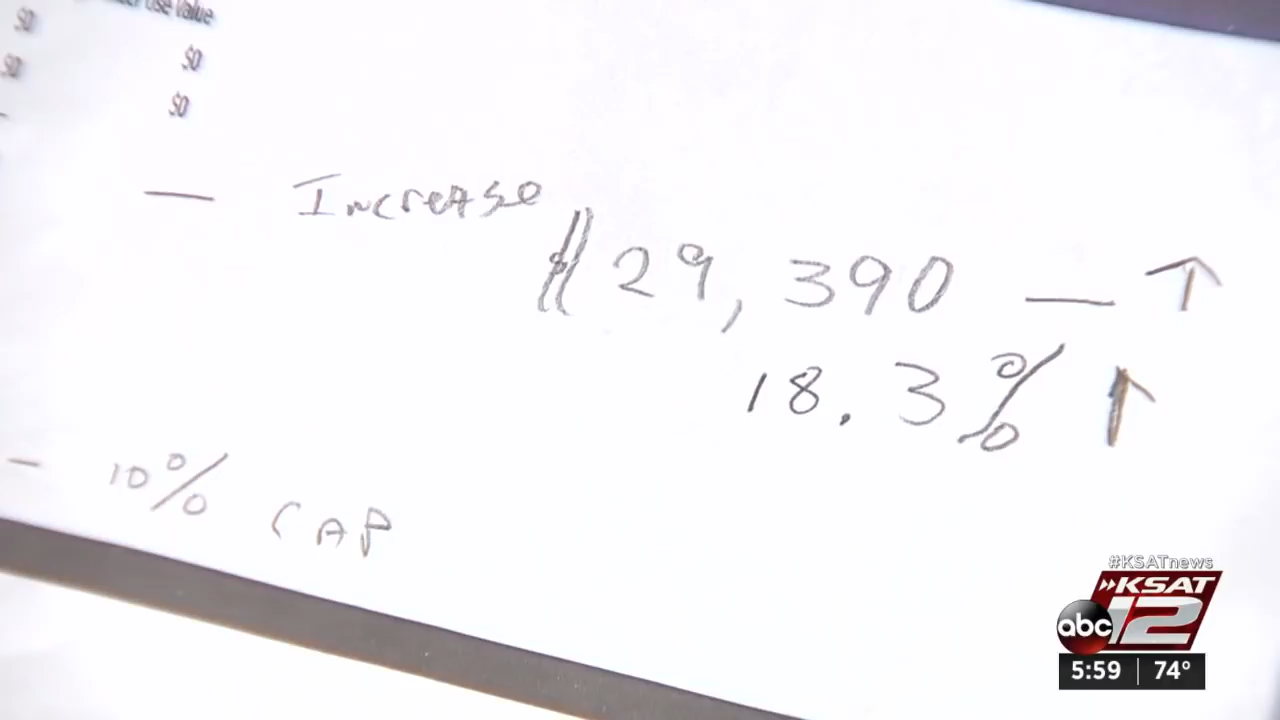 $0 Use Value
$0 $0
$0
— Increase
$29,390 — ↑
18.3% ↑
- 10% CAP
#KSATnews
KSAT
abc 12
5:59 74°